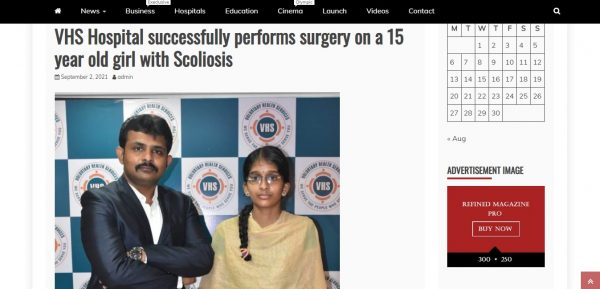 Exclusive
Olympic
News
Business
Hospitals
Education
Cinema
Launch
Videos
Contact
VHS Hospital successfully performs surgery on a 15
year old girl with Scoliosis
September 2, 2021 admin
VOLUNTARY HEALTH SERVICES
VHS
VHS
M T W T F S S
1 2 3 4 5
6 7 8 9 10 11 12
13 14 15 16 17 18 19
20 21 22 23 24 25 26
27 28 29 30
« Aug
ADVERTISEMENT IMAGE
REFINED MAGAZINE
PRO
BUY NOW
300 * 250